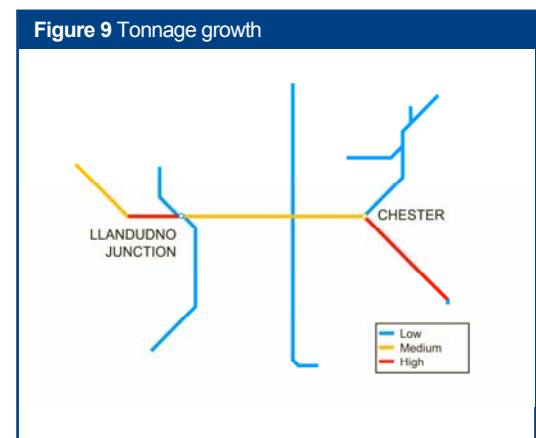 Figure 9 Tonnage growth
CHESTER
LLANDUDNO
JUNCTION
Low
Medium
High